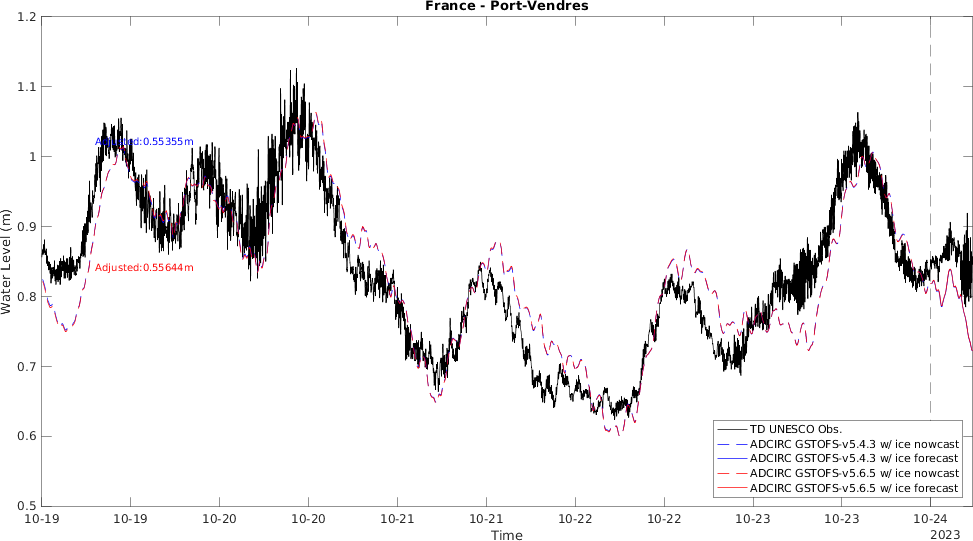 France - Port-Vendres
Water Level (m)
1.2
1.1
1
0.9
0.8
0.7
0.6
0.5
Adjusted:0.55355m
Adjusted:0.55644m
TD UNESCO Obs.
ADCIRC GSTOFS-v5.4.3 w/ ice nowcast
ADCIRC GSTOFS-v5.4.3 w/ ice forecast
ADCIRC GSTOFS-v5.6.5 w/ ice nowcast
ADCIRC GSTOFS-v5.6.5 w/ ice forecast
10-19 10-19 10-20 10-20 10-21 10-21 10-22 10-22 10-23 10-23 10-24
Time
2023